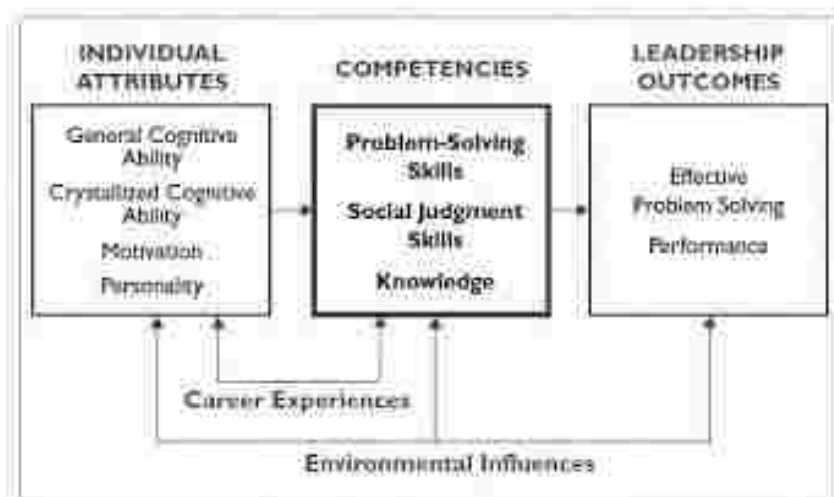 INDIVIDUAL
ATTRIBUTES
General Cognitive
Ability
Crystallized Cognitive
Ability
Motivation
Personality
COMPETENCIES
Problem-Solving
Skills
Social Judgment
Skills
Knowledge
LEADERSHIP
OUTCOMES
Effective
Problem Solving
Performance
Career Experiences
Environmental Influences